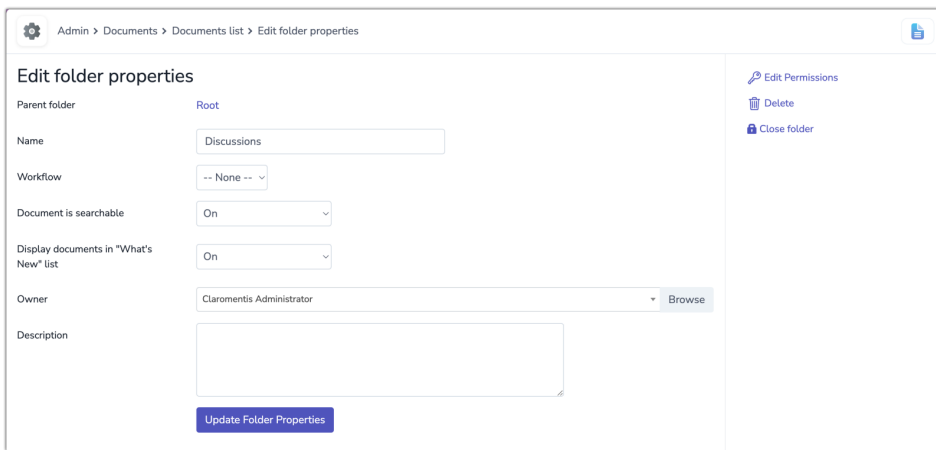 Admin > Documents > Documents list > Edit folder properties
Edit folder properties
Parent folder
Root
Name
Discussions
Workflow
-- None --
Document is searchable
On
Display documents in "What's
New" list
On
Owner
Claromentis Administrator
Browse
Description
Update Folder Properties
Edit Permissions
Delete
Close folder